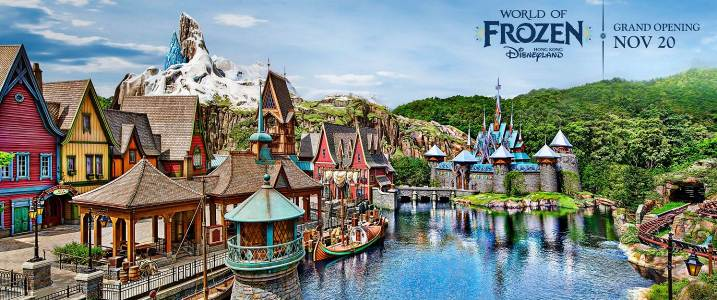 WORLD OF
FROZEN
HONG KONG
DISNEYLAND
GRAND OPENING
NOV 20